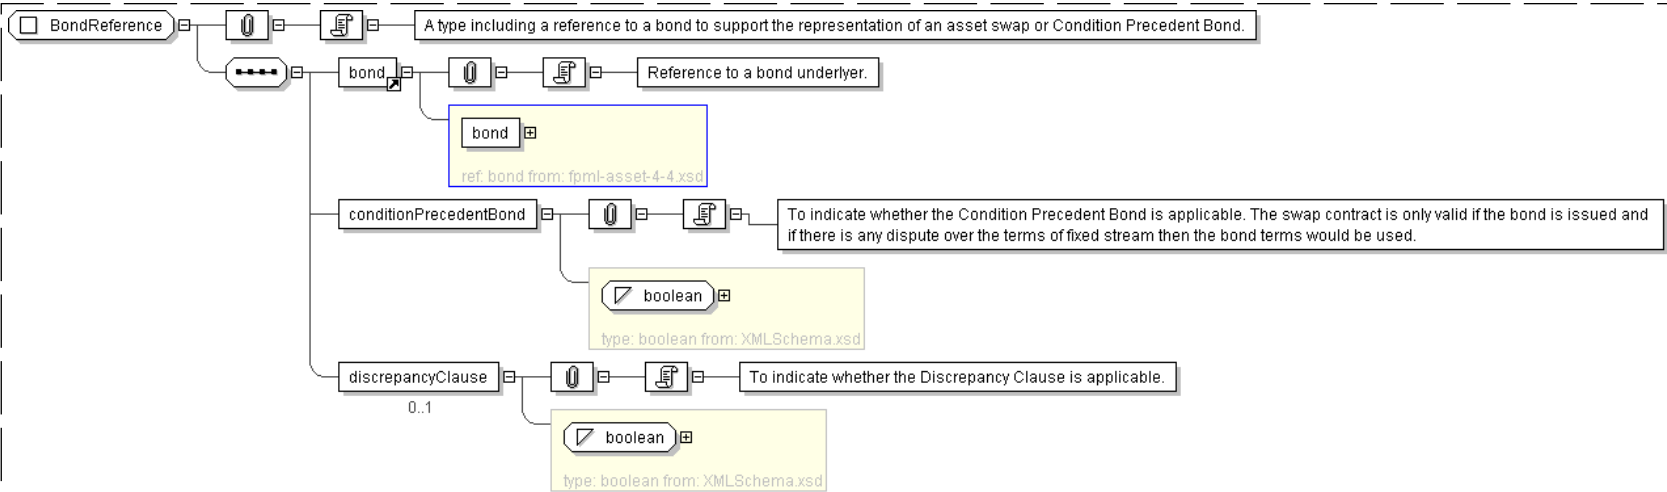 BondReference
A type including a reference to a bond to support the representation of an asset swap or Condition Precedent Bond.
bond
Reference to a bond underlyer.
bond
ref: bond from: fpml-asset-4-4.xsd
conditionPrecedentBond
To indicate whether the Condition Precedent Bond is applicable. The swap contract is only valid if the bond is issued and
if there is any dispute over the terms of fixed stream then the bond terms would be used.
boolean
type: boolean from: XMLSchema.xsd
discrepancyClause
To indicate whether the Discrepancy Clause is applicable.
0..1
boolean
type: boolean from: XMLSchema.xsd